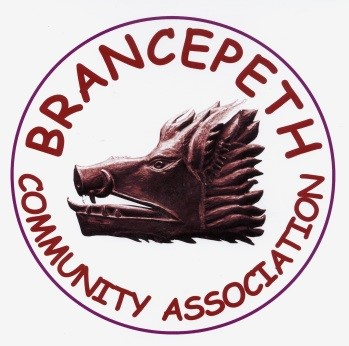 BRANCEPETH
COMMUNITY ASSOCIATION